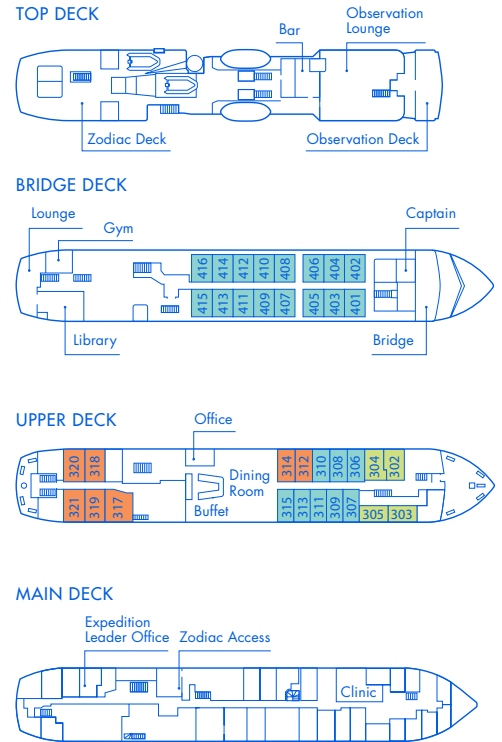 TOP DECK
Observation
Lounge
Bar
Zodiac Deck
Observation Deck
BRIDGE DECK
Lounge
Captain
Gym
416 414 412 410 408 406 404 402
415 413 411 409 407 405 403 401
Library
Bridge
UPPER DECK
Office
320 318 314 312 310 308 306 304 302
Dining
Room
Buffet
321 319 317 315 313 311 309 307 305 303
MAIN DECK
Expedition
Leader Office
Zodiac Access
Clinic